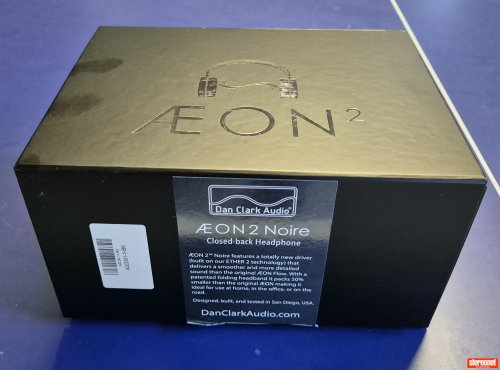 ÆON²
Dan Clark Audio
ÆON 2 Noire
Closed-back Headphone
ÆON 2™ Noire features a totally new driver
(built on our ETHER 2 technology) that
delivers a smoother and more detailed
sound than the original ÆON Flow. With a
patented folding headband it packs 50%
smaller than the original ÆON making it
ideal for use at home, in the office, or on the
road.
Designed, built, and tested in San Diego, USA.
DanClarkAudio.com
stereonet